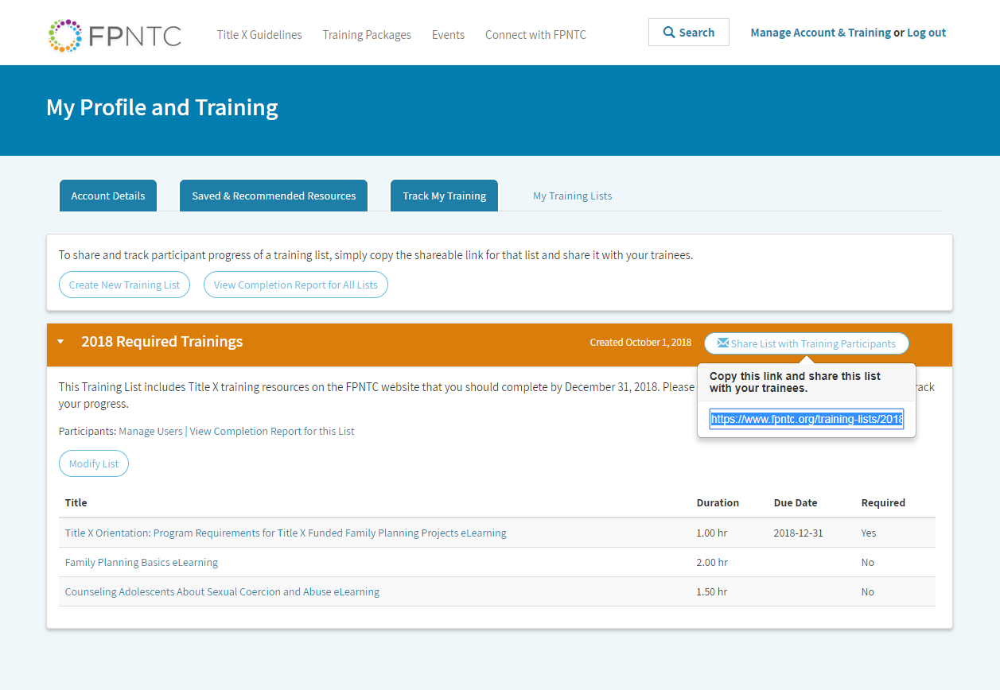 FPNTC
Title X Guidelines Training Packages Events Connect with FPNTC
Search
Manage Account & Training or Log out
My Profile and Training
Account Details Saved & Recommended Resources Track My Training My Training Lists
To share and track participant progress of a training list, simply copy the shareable link for that list and share it with your trainees.
Create New Training List View Completion Report for All Lists
2018 Required Trainings Created October 1, 2018 Share List with Training Participants
Copy this link and share this list
with your trainees.
https://www.fpntc.org/training-lists/2018
This Training List includes Title X training resources on the FPNTC website that you should complete by December 31, 2018. Please
your progress.
Participants: Manage Users | View Completion Report for this List
Modify List
Title Duration Due Date Required
Title X Orientation: Program Requirements for Title X Funded Family Planning Projects eLearning 1.00 hr 2018-12-31 Yes
Family Planning Basics eLearning 2.00 hr No
Counseling Adolescents About Sexual Coercion and Abuse eLearning 1.50 hr No